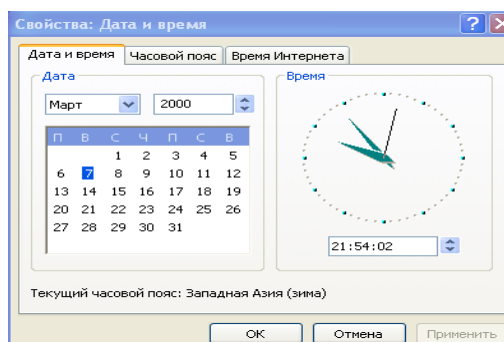 Свойства: Дата и время
Дата и время Часовой пояс Время Интернета
Дата
Время
Март 2000
П В С Ч П С В
1 2 3 4 5
6 7 8 9 10 11 12
13 14 15 16 17 18 19
20 21 22 23 24 25 26
27 28 29 30 31
21:54:02
Текущий часовой пояс: Западная Азия (зима)
ОК Отмена Применить